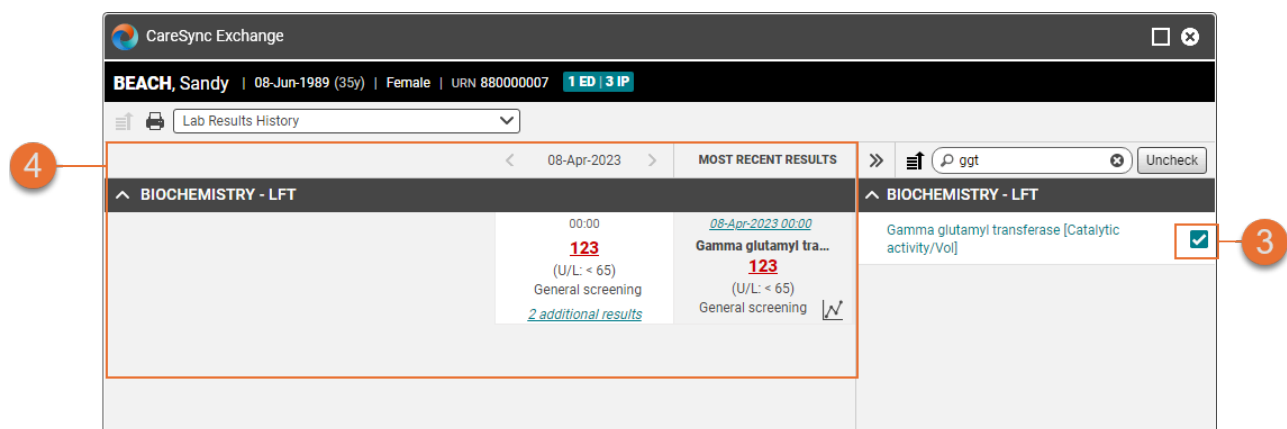 CareSync Exchange
BEACH, Sandy | 08-Jun-1989 (35y) | Female | URN 880000007 1 ED | 3 IP
Lab Results History
4
08-Apr-2023 MOST RECENT RESULTS
ggt Uncheck
BIOCHEMISTRY - LFT
BIOCHEMISTRY - LFT
00:00
123
(U/L: < 65)
General screening
2 additional results
08-Apr-2023 00:00
Gamma glutamyl tra...
123
(U/L: < 65)
General screening
Gamma glutamyl transferase [Catalytic
activity/Vol]
3